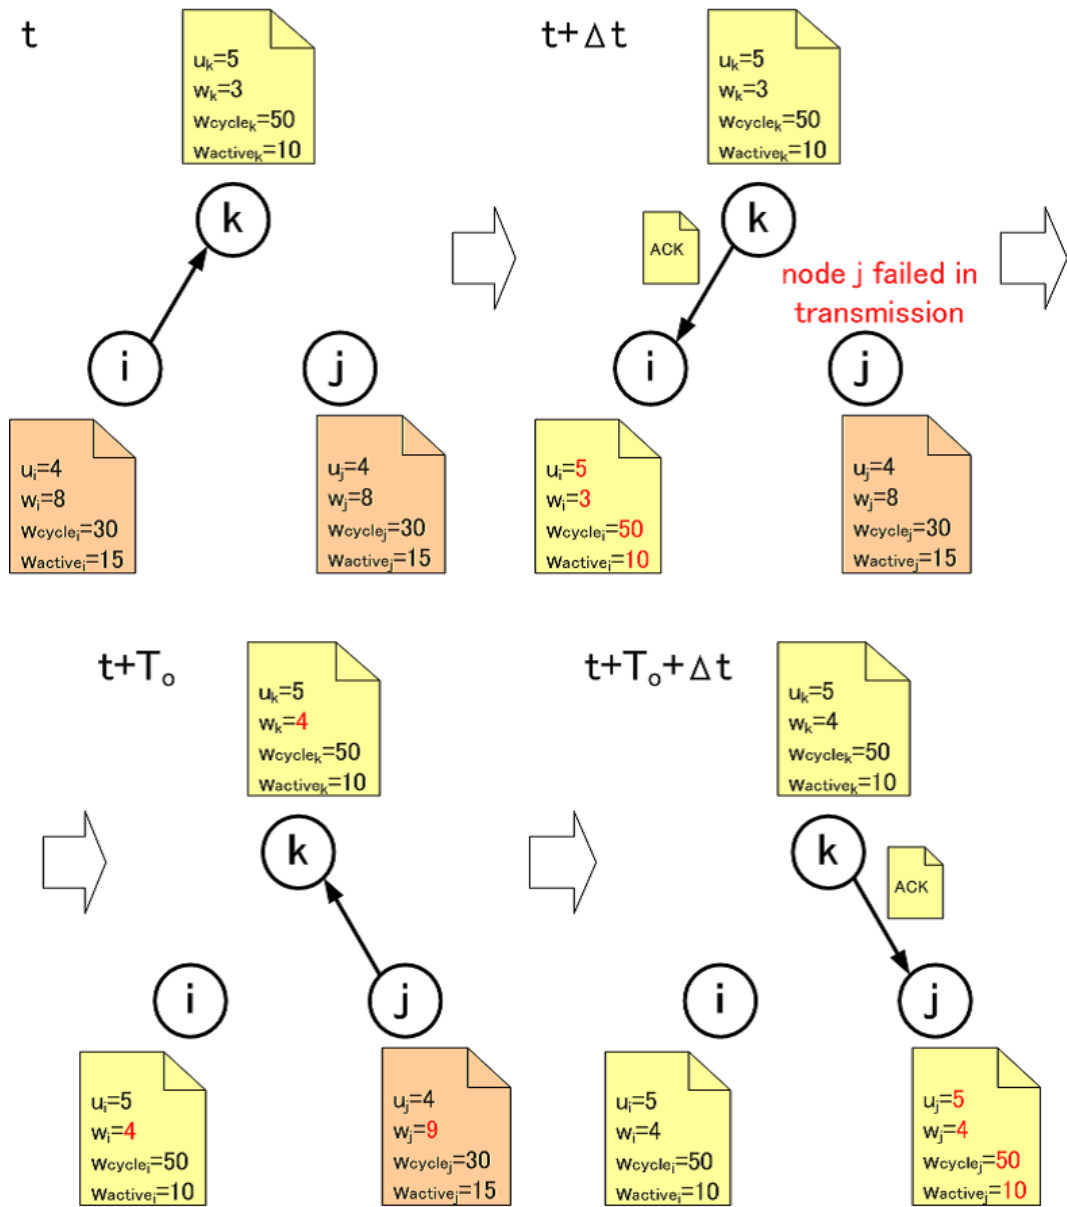 t
uk=5
wk=3
wcyclek=50
wactivek=10
k
i
j
ui=4
wi=8
wcyclei=30
wactivei=15
uj=4
wj=8
wcyclej=30
wactivej=15
t+Δt
uk=5
wk=3
wcyclek=50
wactivek=10
k
ACK
node j failed in
transmission
i
j
ui=5
wi=3
wcyclei=50
wactivei=10
uj=4
wj=8
wcyclej=30
wactivej=15
t+To
uk=5
wk=4
wcyclek=50
wactivek=10
k
i
j
ui=5
wi=4
wcyclei=50
wactivei=10
uj=4
wj=9
wcyclej=30
wactivej=15
t+To+Δt
uk=5
wk=4
wcyclek=50
wactivek=10
k
ACK
i
j
ui=5
wi=4
wcyclei=50
wactivei=10
uj=5
wj=4
wcyclej=50
wactivej=10